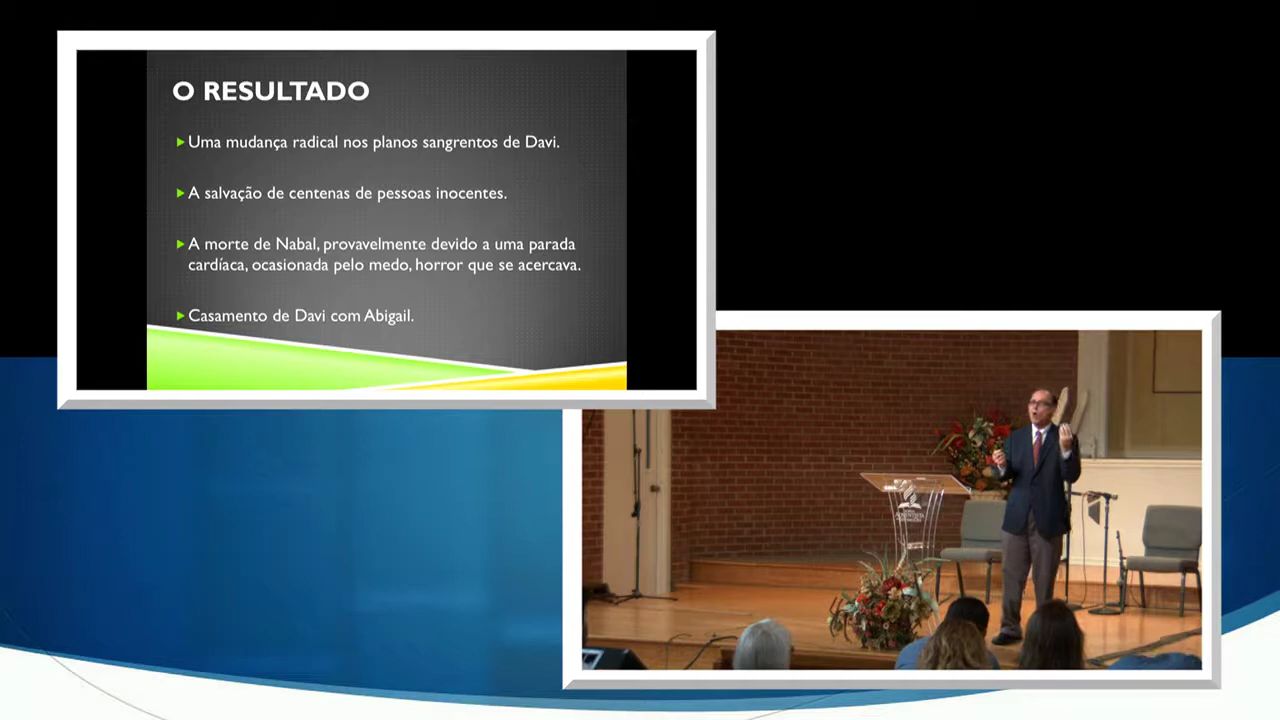 O RESULTADO
Uma mudança radical nos planos sangrentos de Davi.
A salvação de centenas de pessoas inocentes.
A morte de Nabal, provavelmente devido a uma parada
cardíaca, ocasionada pelo medo, horror que se acercava.
Casamento de Davi com Abigail.